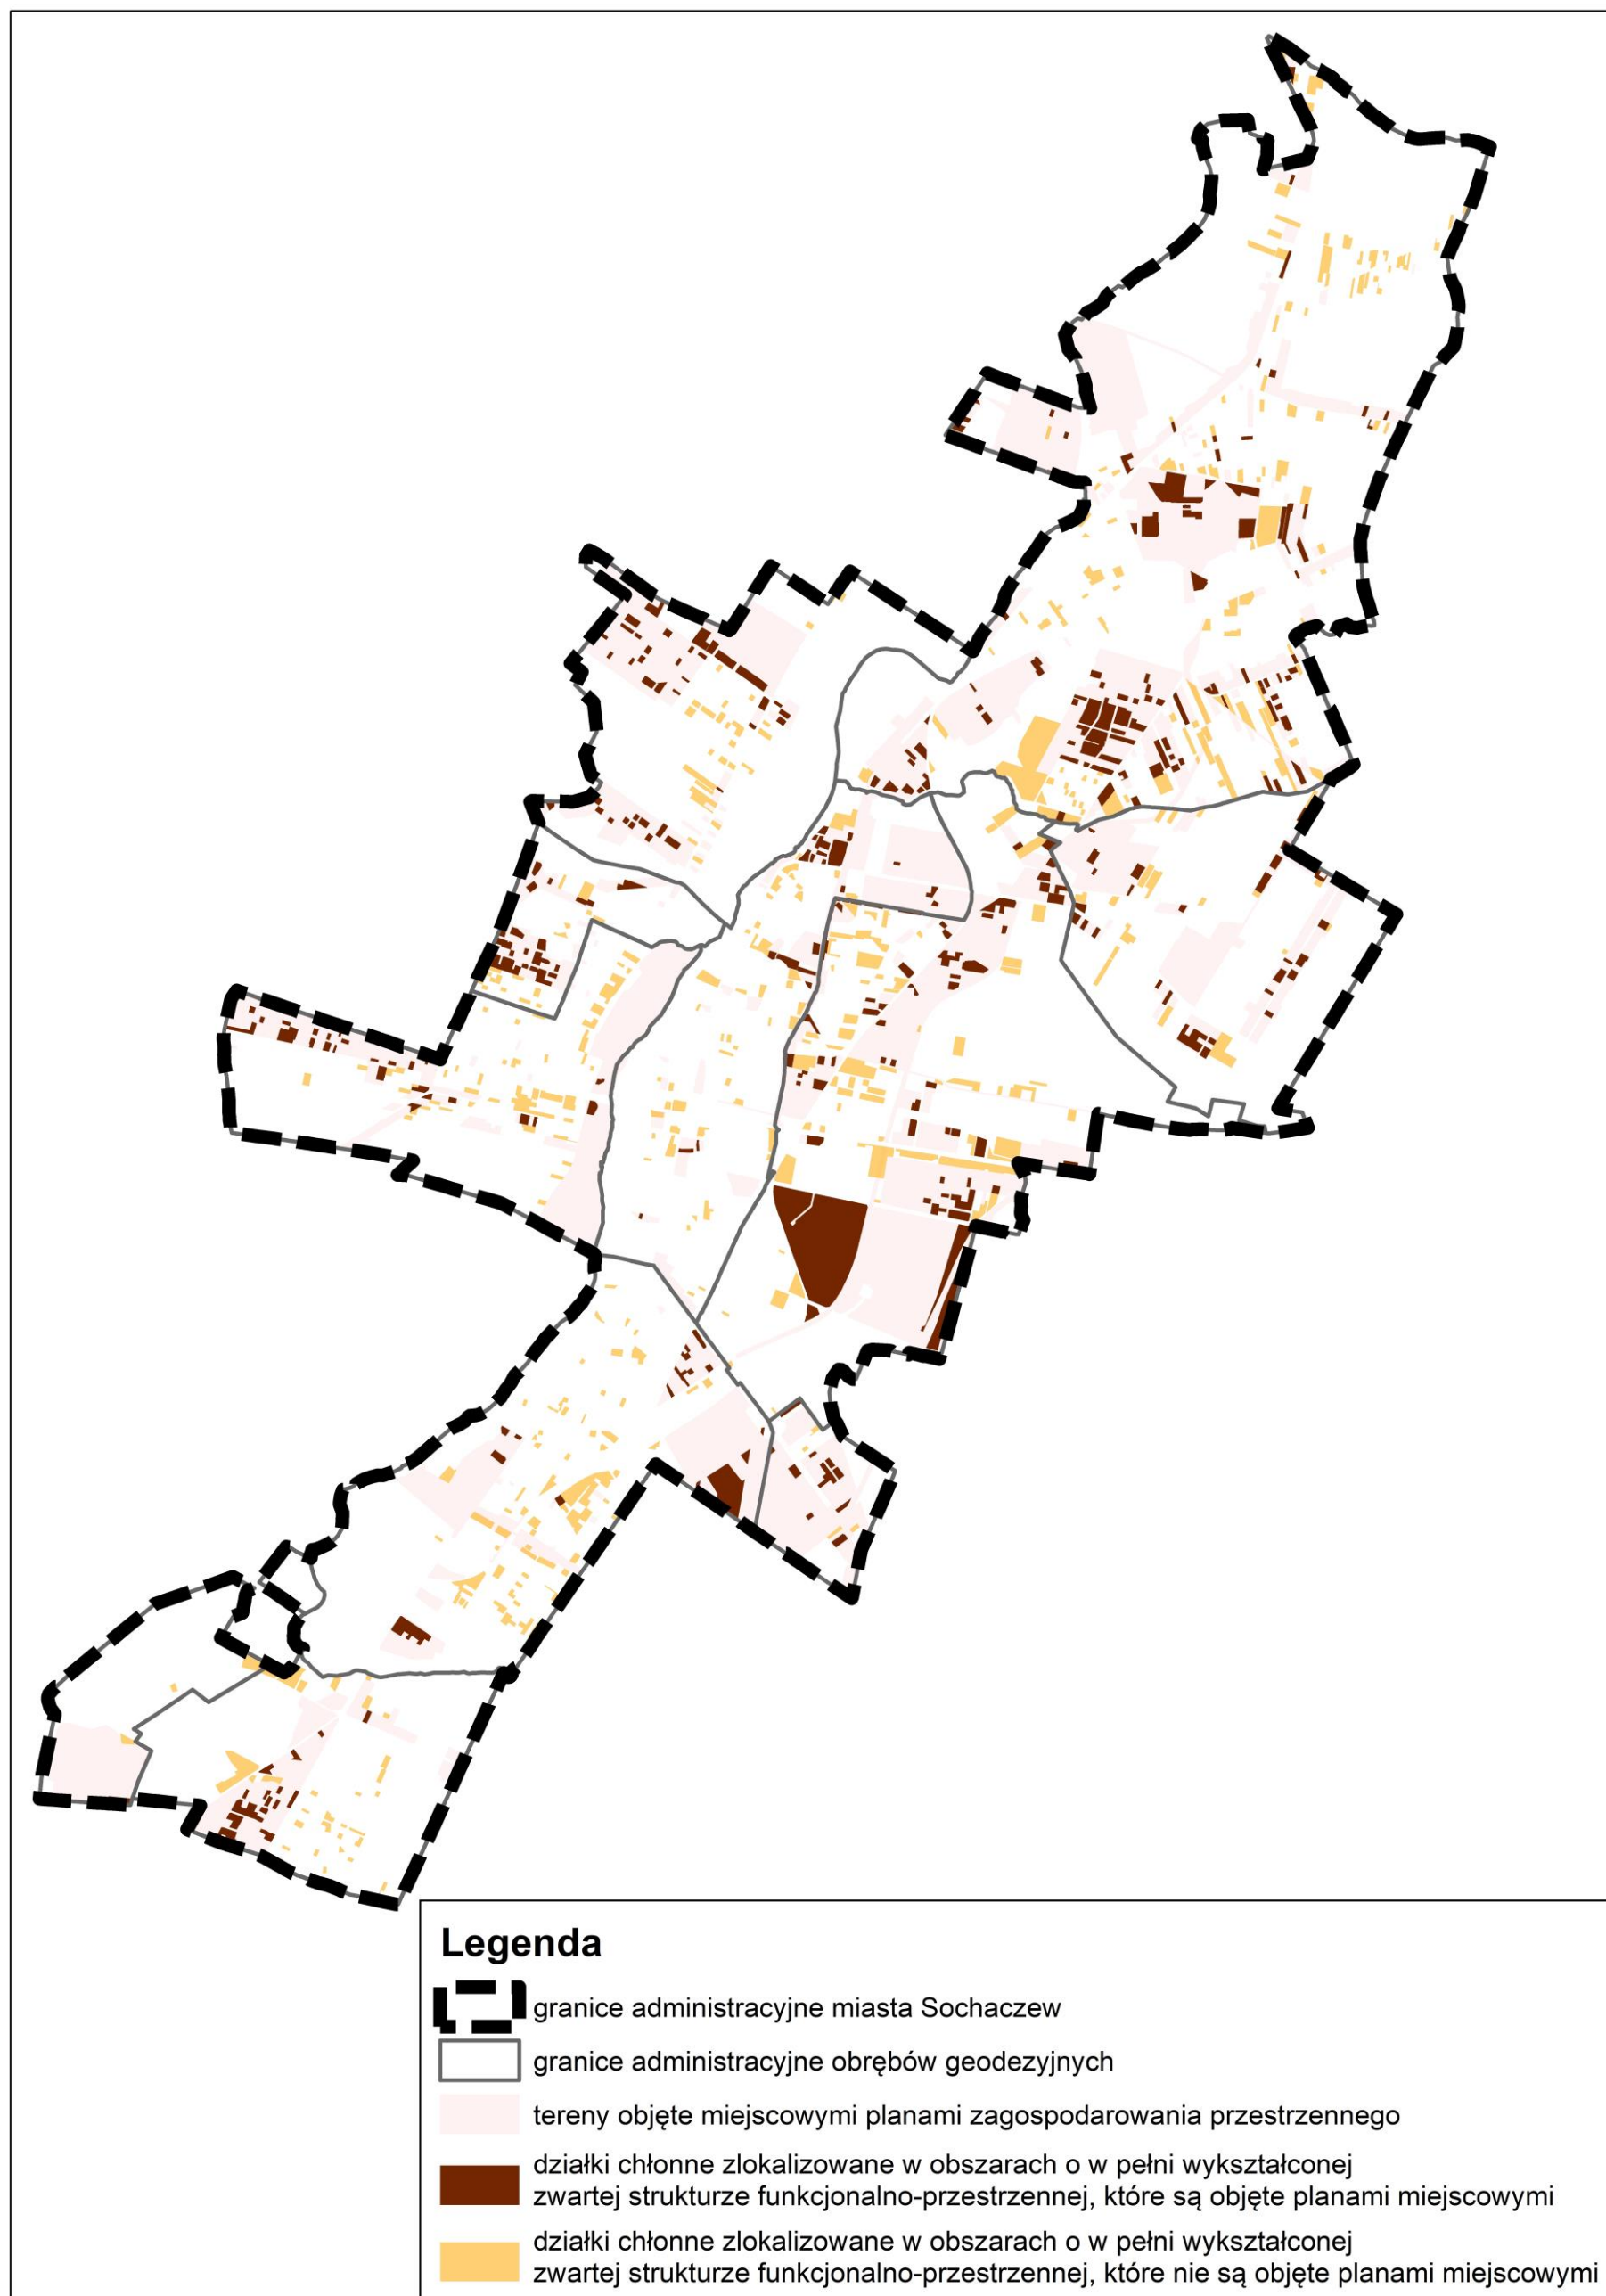 Legenda
granice administracyjne miasta Sochaczew
granice administracyjne obrębów geodezyjnych
tereny objęte miejscowymi planami zagospodarowania przestrzennego
działki chłonne zlokalizowane w obszarach o w pełni wykształconej
zwartej strukturze funkcjonalno-przestrzennej, które są objęte planami miejscowymi
działki chłonne zlokalizowane w obszarach o w pełni wykształconej
zwartej strukturze funkcjonalno-przestrzennej, które nie są objęte planami miejscowymi